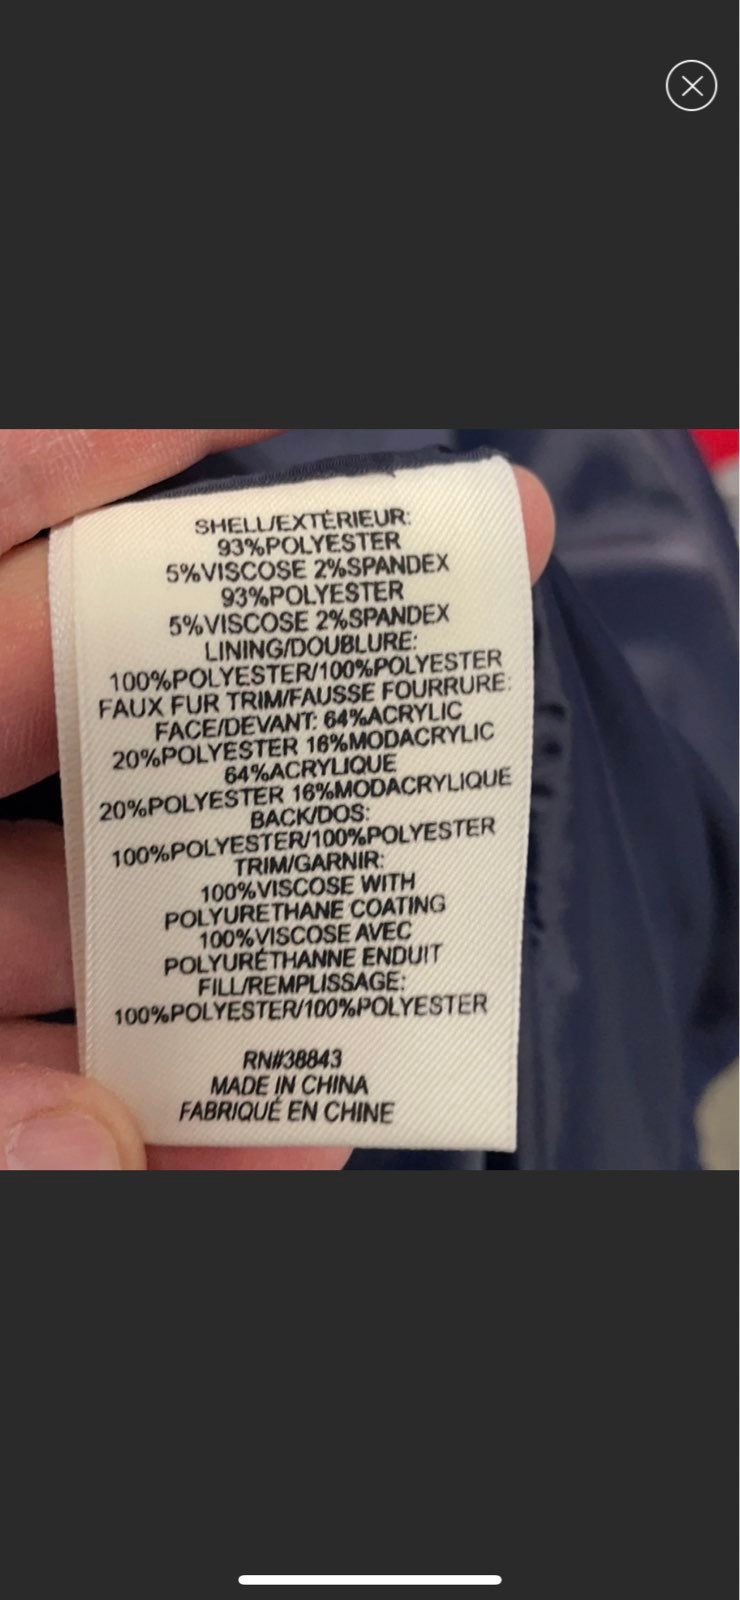 SHELL/EXTÉRIEUR:
93%POLYESTER
5%VISCOSE 2%SPANDEX
93%POLYESTER
5%VISCOSE 2%SPANDEX
LINING/DOUBLURE:
100%POLYESTER/100%POLYESTER
FAUX FUR TRIM/FAUSSE FOURRURE:
FACE/DEVANT: 64%ACRYLIC
20%POLYESTER 16%MODACRYLIC
64%ACRYLIQUE
20%POLYESTER 16%MODACRYLIQUE
BACK/DOS:
100%POLYESTER/100%POLYESTER
TRIM/GARNIR:
100%VISCOSE WITH
POLYURETHANE COATING
100%VISCOSE AVEC
POLYURÉTHANNE ENDUIT
FILL/REMPLISSAGE:
100%POLYESTER/100%POLYESTER
RN#38843
MADE IN CHINA
FABRIQUÉ EN CHINE